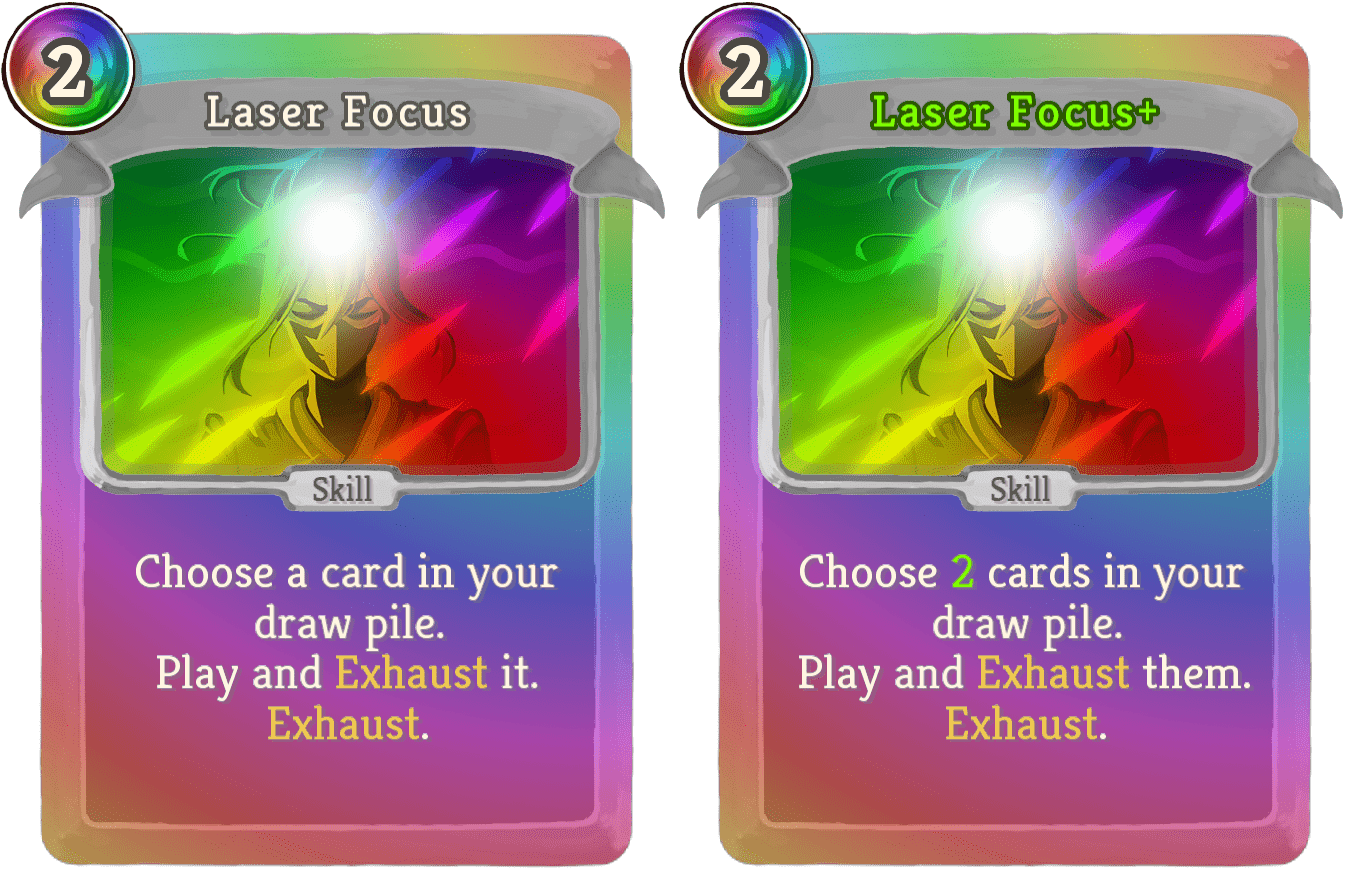 2
Laser Focus
Skill
Choose a card in your
draw pile.
Play and Exhaust it.
Exhaust.
2
Laser Focus+
Skill
Choose 2 cards in your
draw pile.
Play and Exhaust them.
Exhaust.